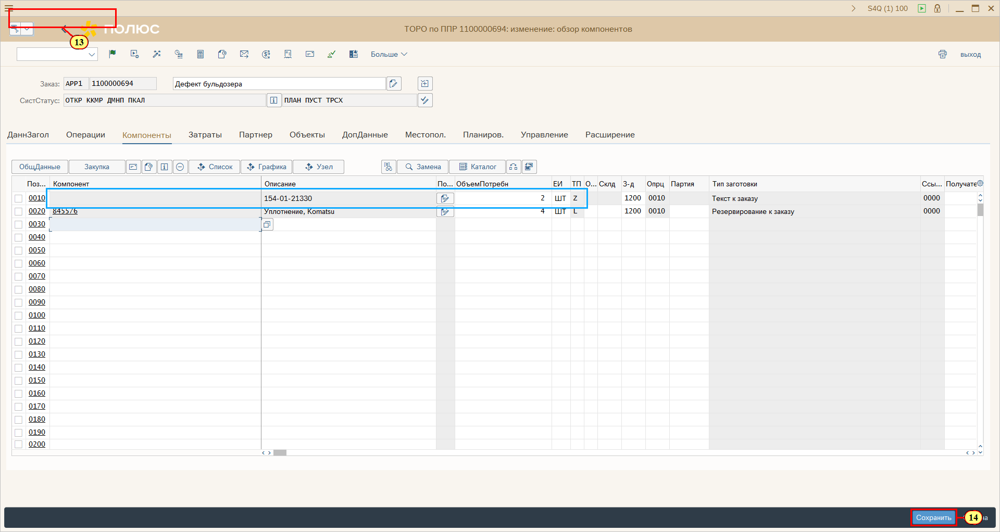 S4Q (1) 100
ПОЛЮС
ТОРО по ППР 1100000694: изменение: обзор компонентов
13
Больше
выход
Заказ: APP1 1100000694 Дефект бульдозера
СистСтатус: ОТКР ККМР ДМНП ПКАЛ ПЛАН ПУСТ ТРСХ
ДаннЗагол Операции Компоненты Затраты Партнер Объекты ДопДанные Местопол. Планиров. Управление Расширение
ОбщДанные Закупка Список Графика Узел Замена Каталог
Поз... Компонент Описание По... ОбъемПотребн ЕИ ТП О... Склд З-д Опрц Партия Тип заготовки Ссы... Получате
0010 154-01-21330 2 ШТ Z 1200 0010 Текст к заказу 0000
0020 845576 Уплотнение, Komatsu 4 ШТ L 1200 0010 Резервирование к заказу 0000
0030
0040
0050
0060
0070
0080
0090
0100
0110
0120
0130
0140
0150
0160
0170
0180
0190
0200
Сохранить 14 на